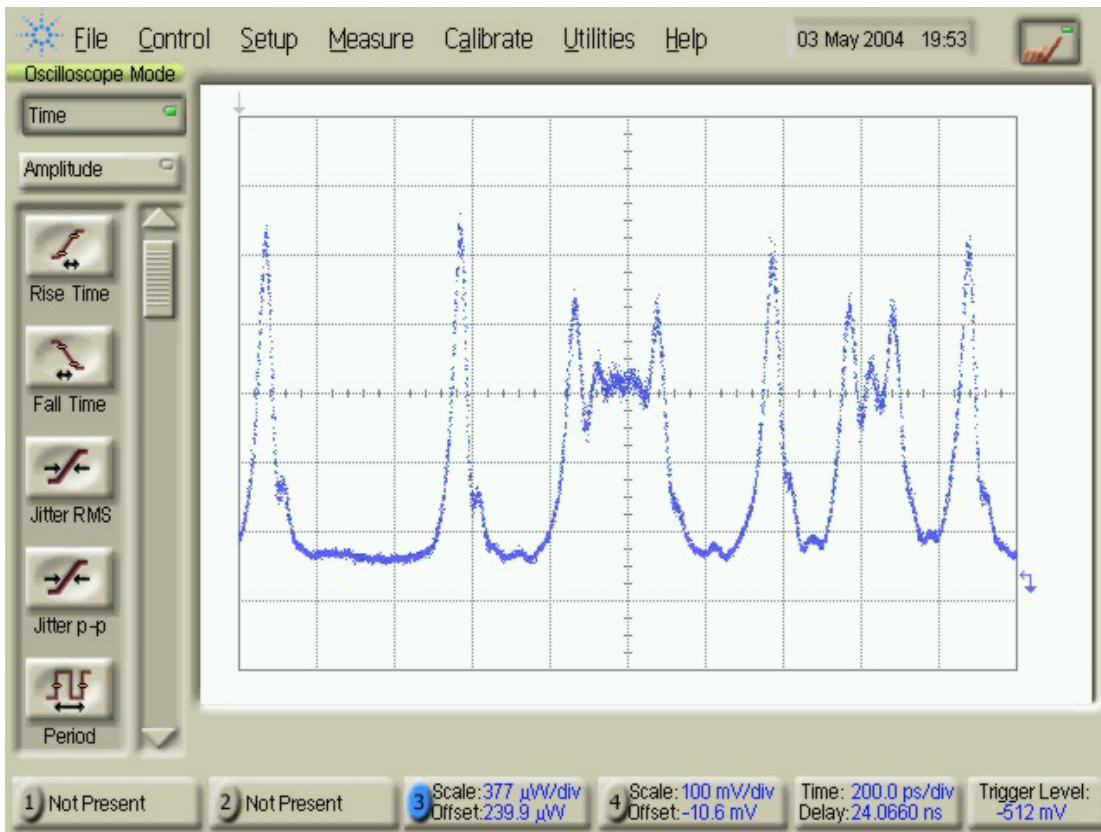 File Control Setup Measure Calibrate Utilities Help 03 May 2004 19:53
Oscilloscope Mode
Time
Amplitude
Rise Time
Fall Time
Jitter RMS
Jitter p-p
Period
1 Not Present
2 Not Present
3 Scale:377 µW/div
Offset:239.9 µW
4 Scale:100 mV/div
Offset:-10.6 mV
Time: 200.0 ps/div
Delay:24.0660 ns
Trigger Level:
-512 mV